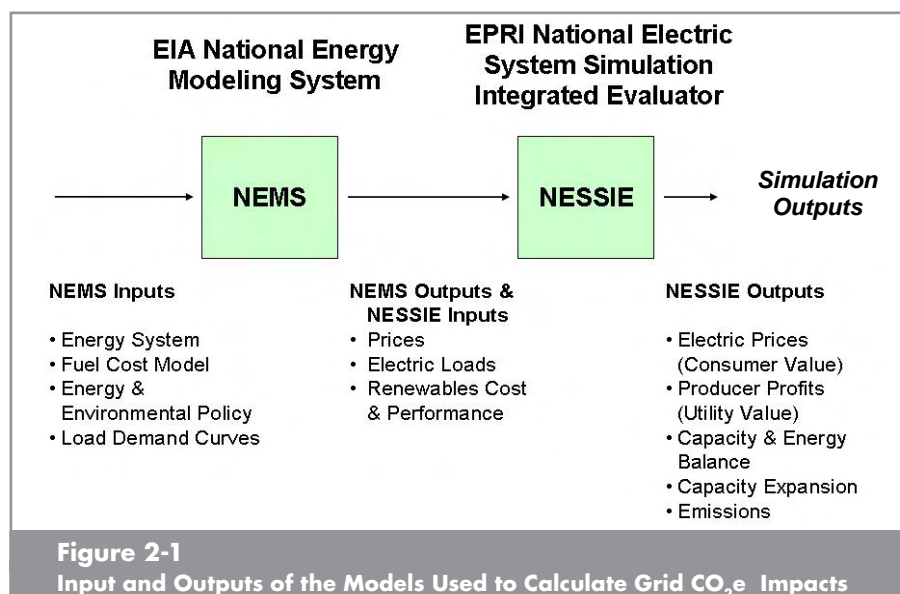 EIA National Energy
Modeling System
EPRI National Electric
System Simulation
Integrated Evaluator
NEMS
NESSIE
Simulation
Outputs
NEMS Inputs
• Energy System
• Fuel Cost Model
• Energy &
Environmental Policy
• Load Demand Curves
NEMS Outputs &
NESSIE Inputs
• Prices
• Electric Loads
• Renewables Cost
& Performance
NESSIE Outputs
• Electric Prices
(Consumer Value)
• Producer Profits
(Utility Value)
• Capacity & Energy
Balance
• Capacity Expansion
• Emissions
Figure 2-1
Input and Outputs of the Models Used to Calculate Grid CO₂e Impacts